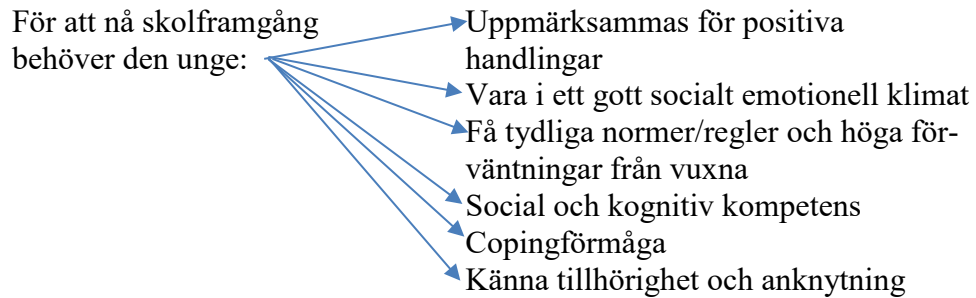 För att nå skolframgång
behöver den unge:
Uppmärksammas för positiva
handlingar
Vara i ett gott socialt emotionell klimat
Få tydliga normer/regler och höga för-
väntningar från vuxna
Social och kognitiv kompetens
Copingförmåga
Känna tillhörighet och anknytning